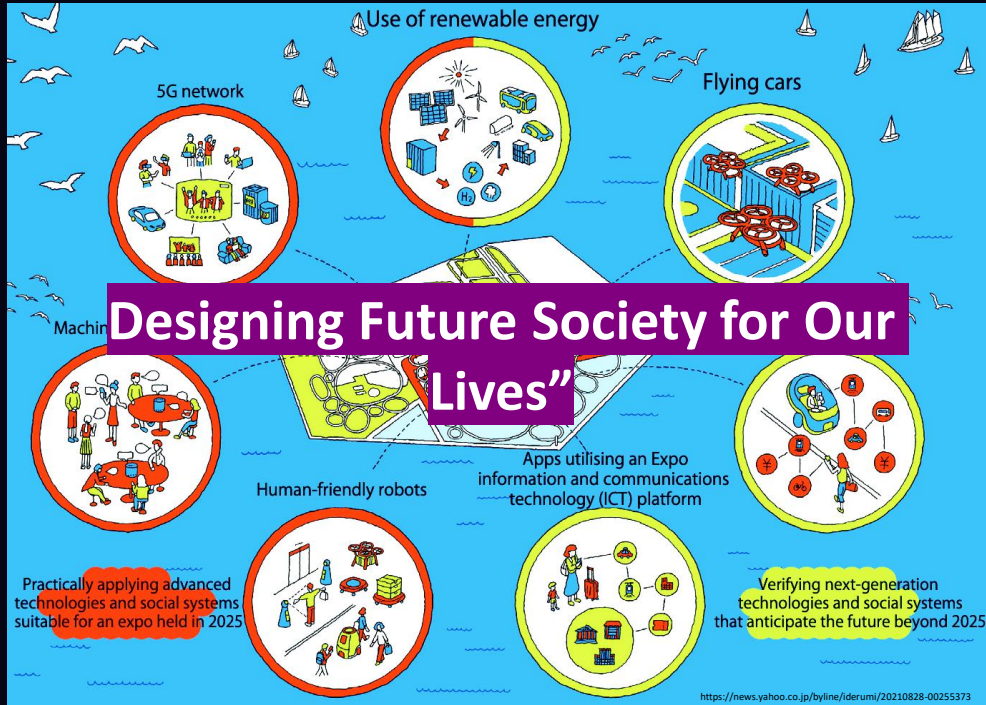 Use of renewable energy
5G network
Flying cars
Machin
Designing Future Society for Our
Lives”
Human-friendly robots
Apps utilising an Expo
information and communications
technology (ICT) platform
H2
¥
¥
Practically applying advanced
technologies and social systems
suitable for an expo held in 2025
Verifying next-generation
technologies and social systems
that anticipate the future beyond 2025
https://news.yahoo.co.jp/byline/iderumi/20210828-00255373